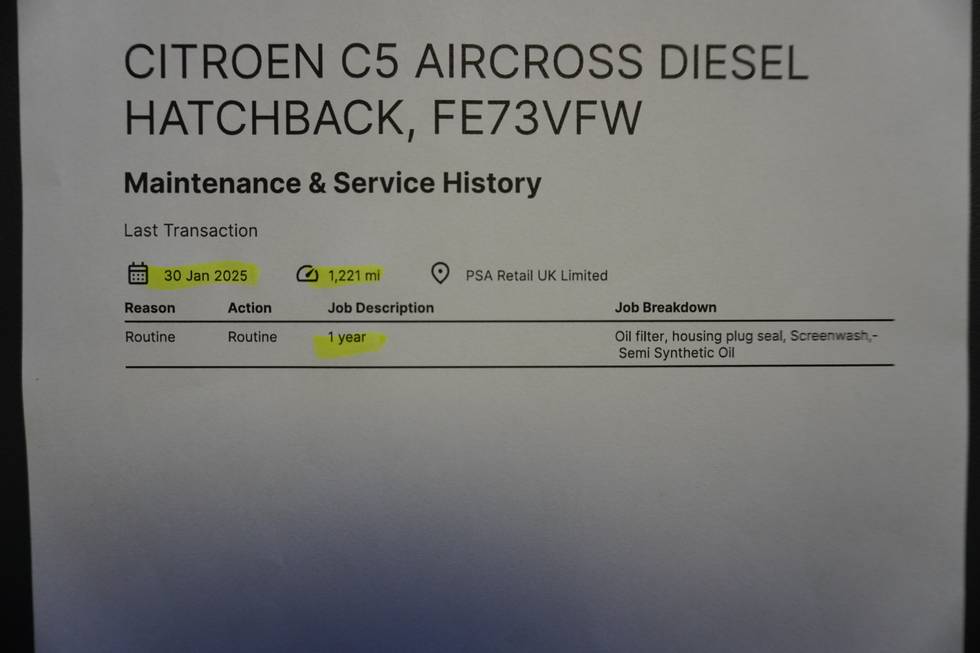 CITROEN C5 AIRCROSS DIESEL
HATCHBACK, FE73VFW
Maintenance & Service History
Last Transaction
30 Jan 2025 1,221 mi PSA Retail UK Limited
Reason Action Job Description Job Breakdown
Routine Routine 1 year Oil filter, housing plug seal, Screenwash,-
Semi Synthetic Oil